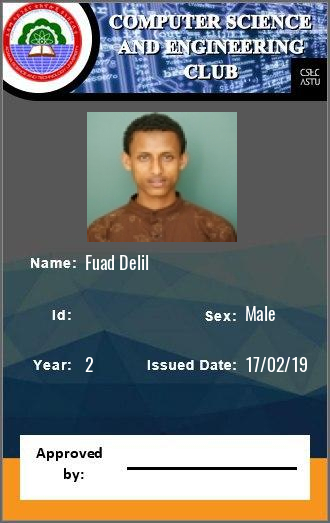 COMPUTER SCIENCE
AND ENGINEERING
CLUB
CSEC
ASTU
Name: Fuad Delil
Id:
Sex: Male
Year: 2
Issued Date: 17/02/19
Approved
by: